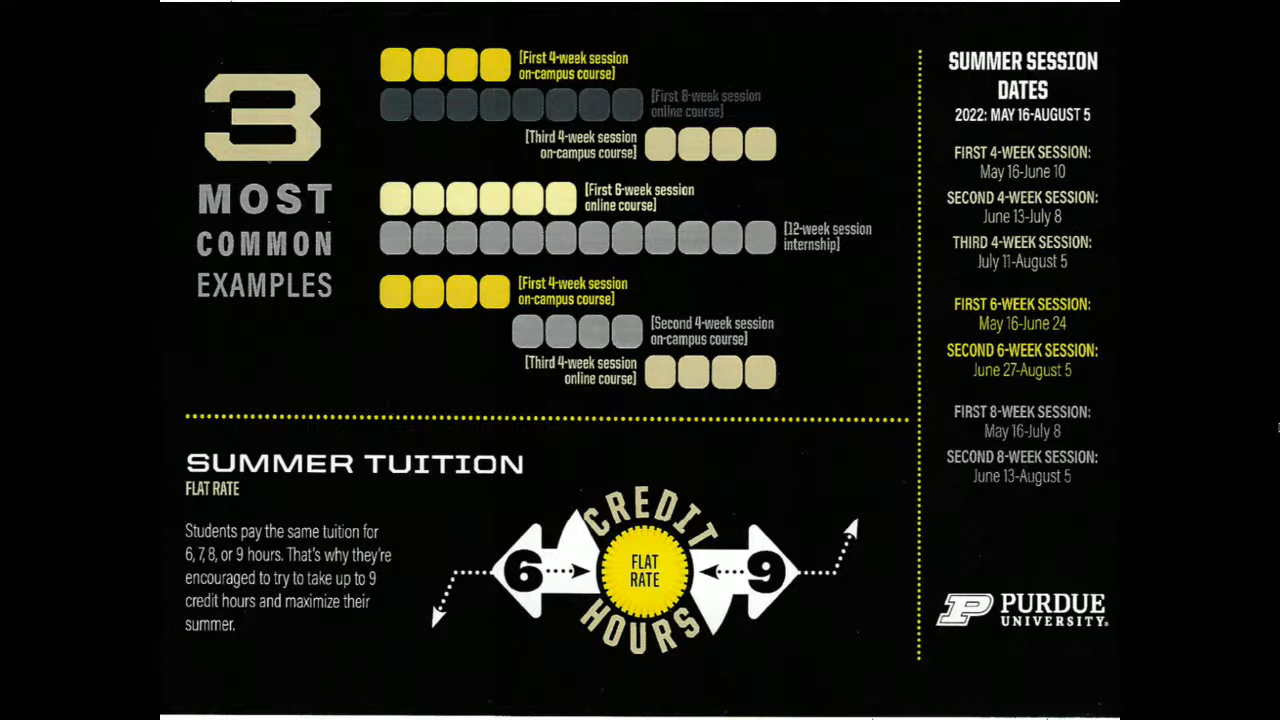 3
MOST
COMMON
EXAMPLES
[First 4-week session
on-campus course]
[First 8-week session
online course]
[Third 4-week session
on-campus course]
[First 6-week session
online course]
[12-week session
internship]
[First 4-week session
on-campus course]
[Second 4-week session
on-campus course]
[Third 4-week session
online course]
SUMMER TUITION
FLAT RATE
Students pay the same tuition for
6, 7, 8, or 9 hours. That's why they're
encouraged to try to take up to 9
credit hours and maximize their
summer.
CREDIT
6
FLAT
RATE
9
HOURS
SUMMER SESSION
DATES
2022: MAY 16-AUGUST 5
FIRST 4-WEEK SESSION:
May 16-June 10
SECOND 4-WEEK SESSION:
June 13-July 8
THIRD 4-WEEK SESSION:
July 11-August 5
FIRST 6-WEEK SESSION:
May 16-June 24
SECOND 6-WEEK SESSION:
June 27-August 5
FIRST 8-WEEK SESSION:
May 16-July 8
SECOND 8-WEEK SESSION:
June 13-August 5
P PURDUE
UNIVERSITY®